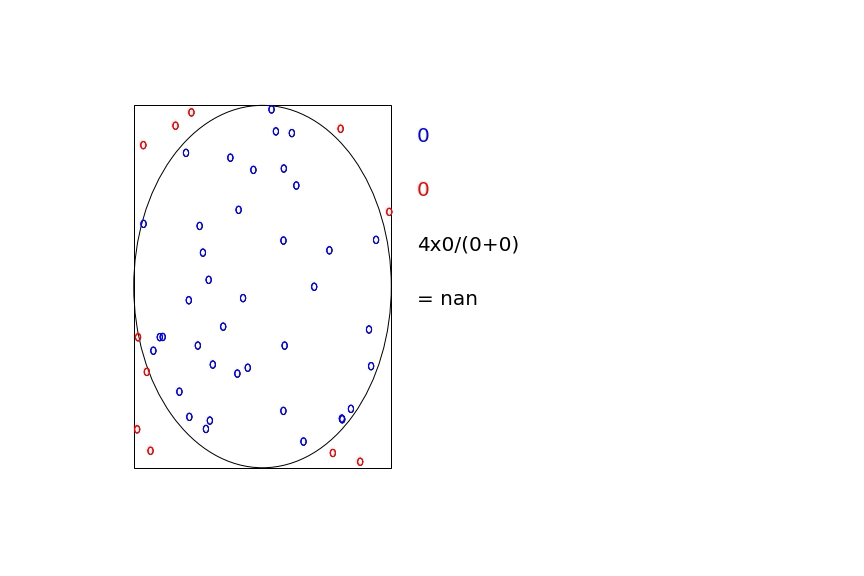 0
0
4x0/(0+0)
= nan